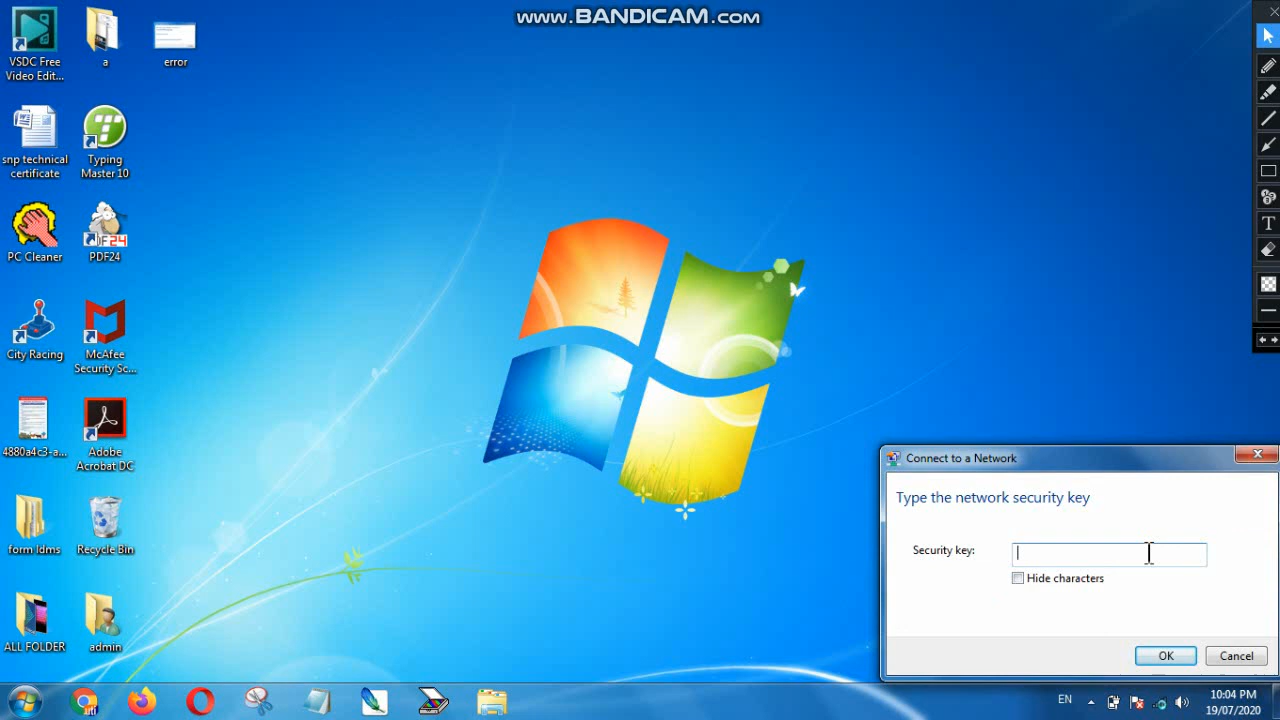 www.BANDICAM.com
VSDC Free
Video Edit...
a
error
snp technical
certificate
Typing
Master 10
PC Cleaner
PDF24
City Racing
McAfee
Security Sc...
4880a4c3-a...
Adobe
Acrobat DC
form ldms
Recycle Bin
ALL FOLDER
admin
Connect to a Network
Type the network security key
Security key:
Hide characters
OK
Cancel
EN
10:04 PM
19/07/2020